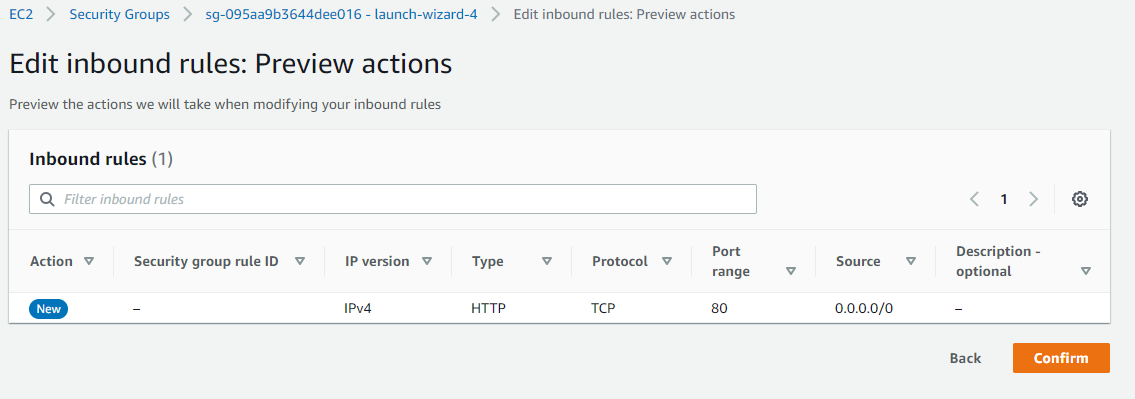 EC2 > Security Groups > sg-095aa9b3644dee016 - launch-wizard-4 > Edit inbound rules: Preview actions
Edit inbound rules: Preview actions
Preview the actions we will take when modifying your inbound rules
Inbound rules (1)
Filter inbound rules
1
Action Security group rule ID IP version Type Protocol Port range Source Description - optional
New – IPv4 HTTP TCP 80 0.0.0.0/0 –
Back Confirm